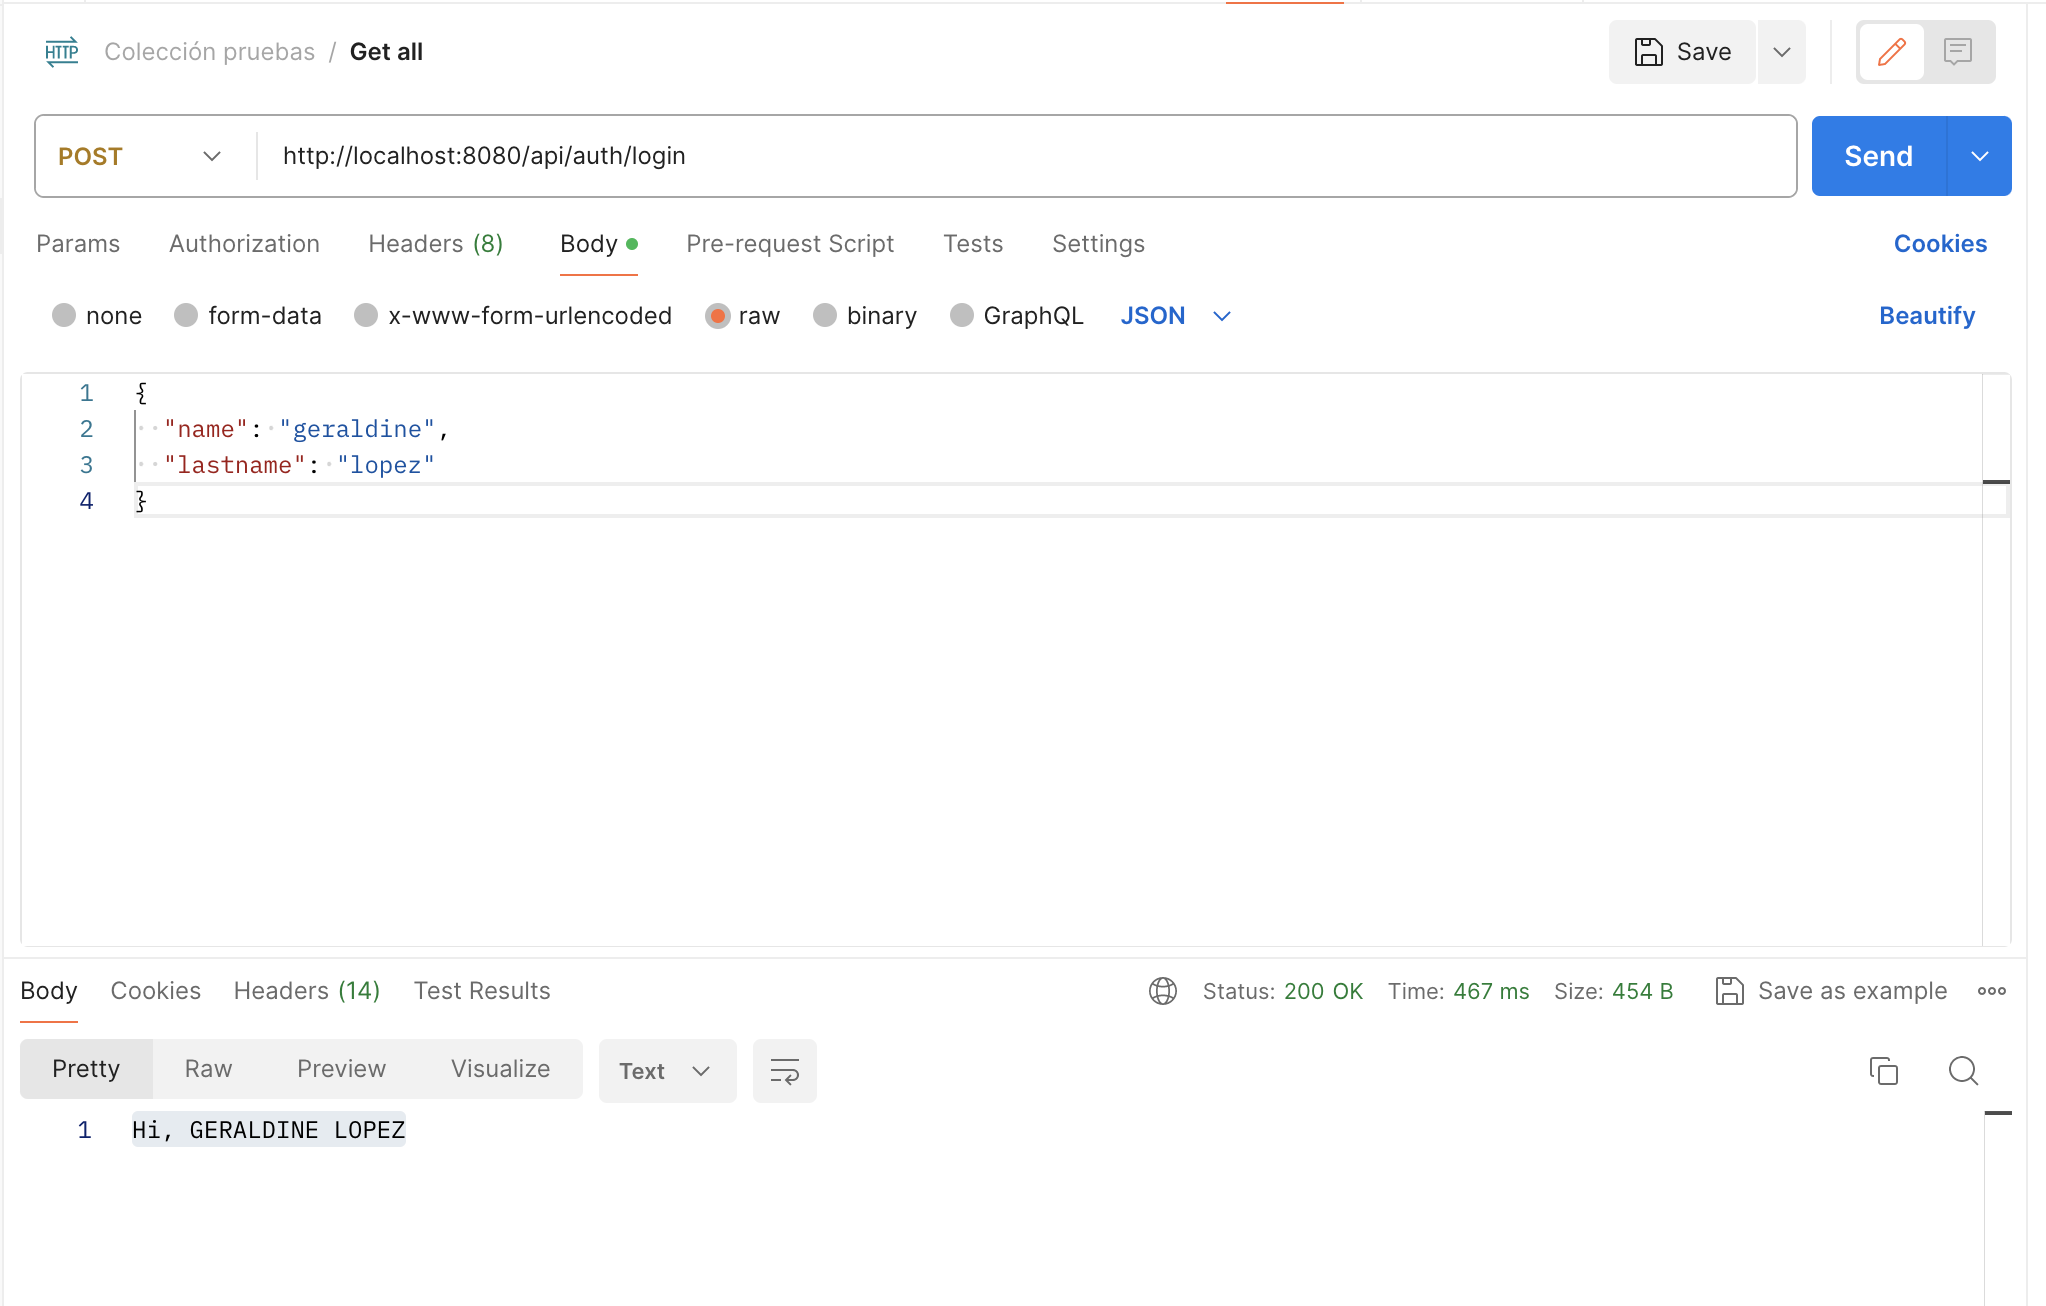 HTTP Colección pruebas / Get all Save
POST http://localhost:8080/api/auth/login Send
Params Authorization Headers (8) Body Pre-request Script Tests Settings Cookies
none form-data x-www-form-urlencoded raw binary GraphQL JSON Beautify
1 {
2 "name": "geraldine",
3 "lastname": "lopez"
4 }
Body Cookies Headers (14) Test Results Status: 200 OK Time: 467 ms Size: 454 B Save as example
Pretty Raw Preview Visualize Text
1 Hi, GERALDINE LOPEZ